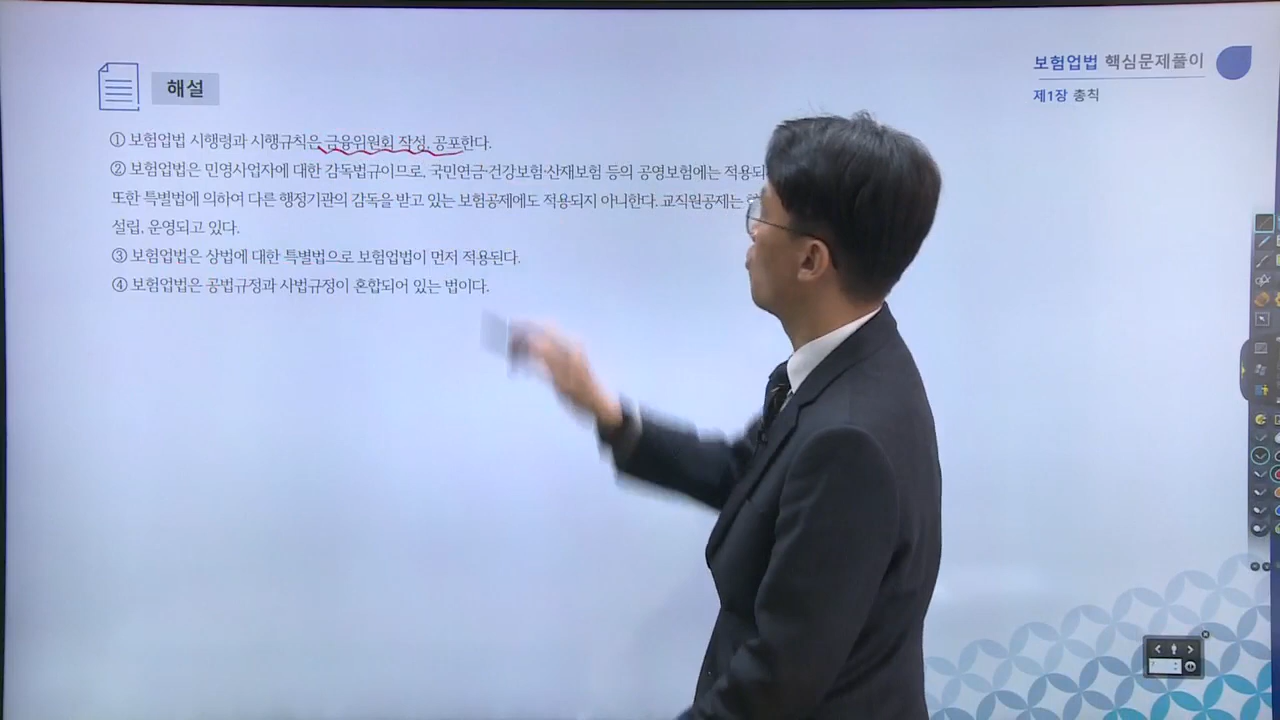 보험업법 핵심문제풀이
제1장 총칙
해설
① 보험업법 시행령과 시행규칙은 금융위원회 작성, 공포한다.
② 보험업법은 민영사업자에 대한 감독법규이므로, 국민연금·건강보험·산재보험 등의 공영보험에는 적용되
또한 특별법에 의하여 다른 행정기관의 감독을 받고 있는 보험공제에도 적용되지 아니한다. 교직원공제는
설립, 운영되고 있다.
③ 보험업법은 상법에 대한 특별법으로 보험업법이 먼저 적용된다.
④ 보험업법은 공법규정과 사법규정이 혼합되어 있는 법이다.